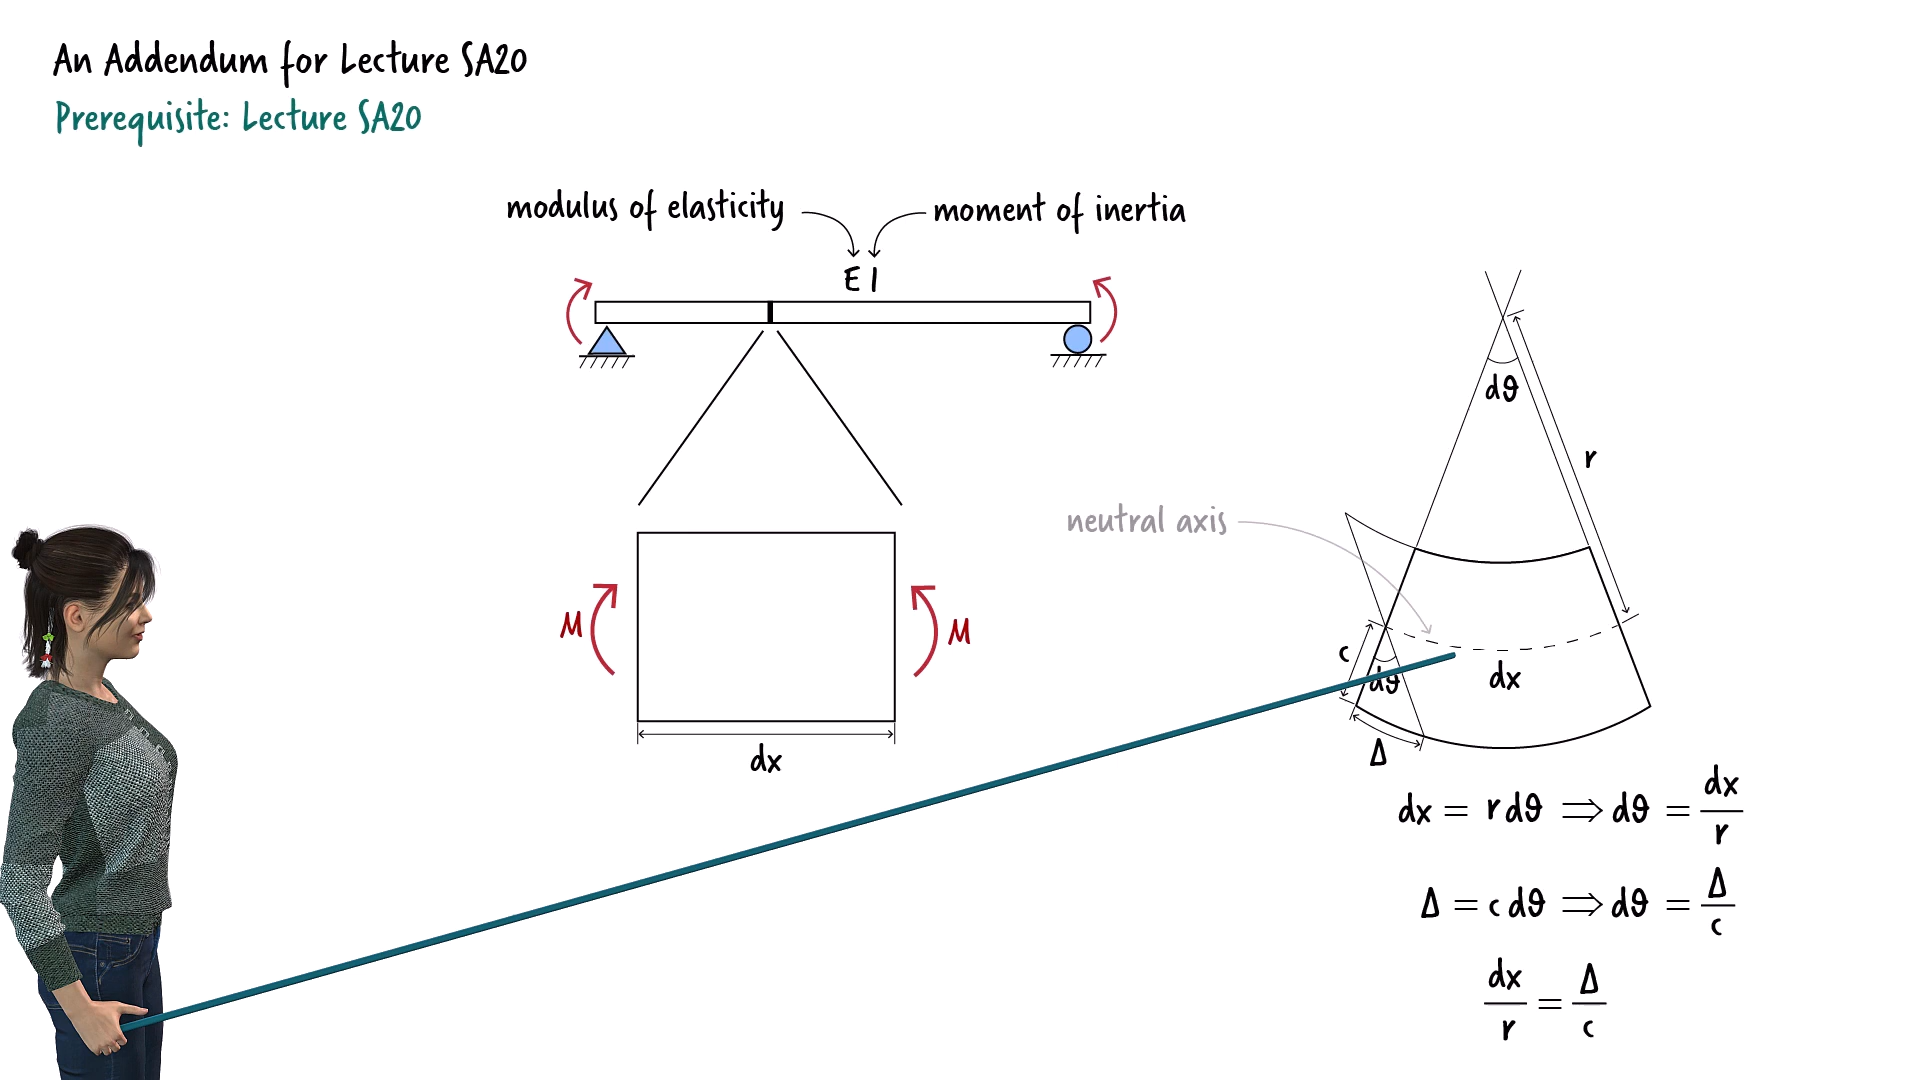 An Addendum for Lecture SA20
Prerequisite: Lecture SA20
modulus of elasticity
moment of inertia
E I
dϑ
r
neutral axis
M
M
c
dϑ
dx
Δ
dx
dx = r dϑ ⟹ dϑ = dx / r
Δ = c dϑ ⟹ dϑ = Δ / c
dx / r = Δ / c